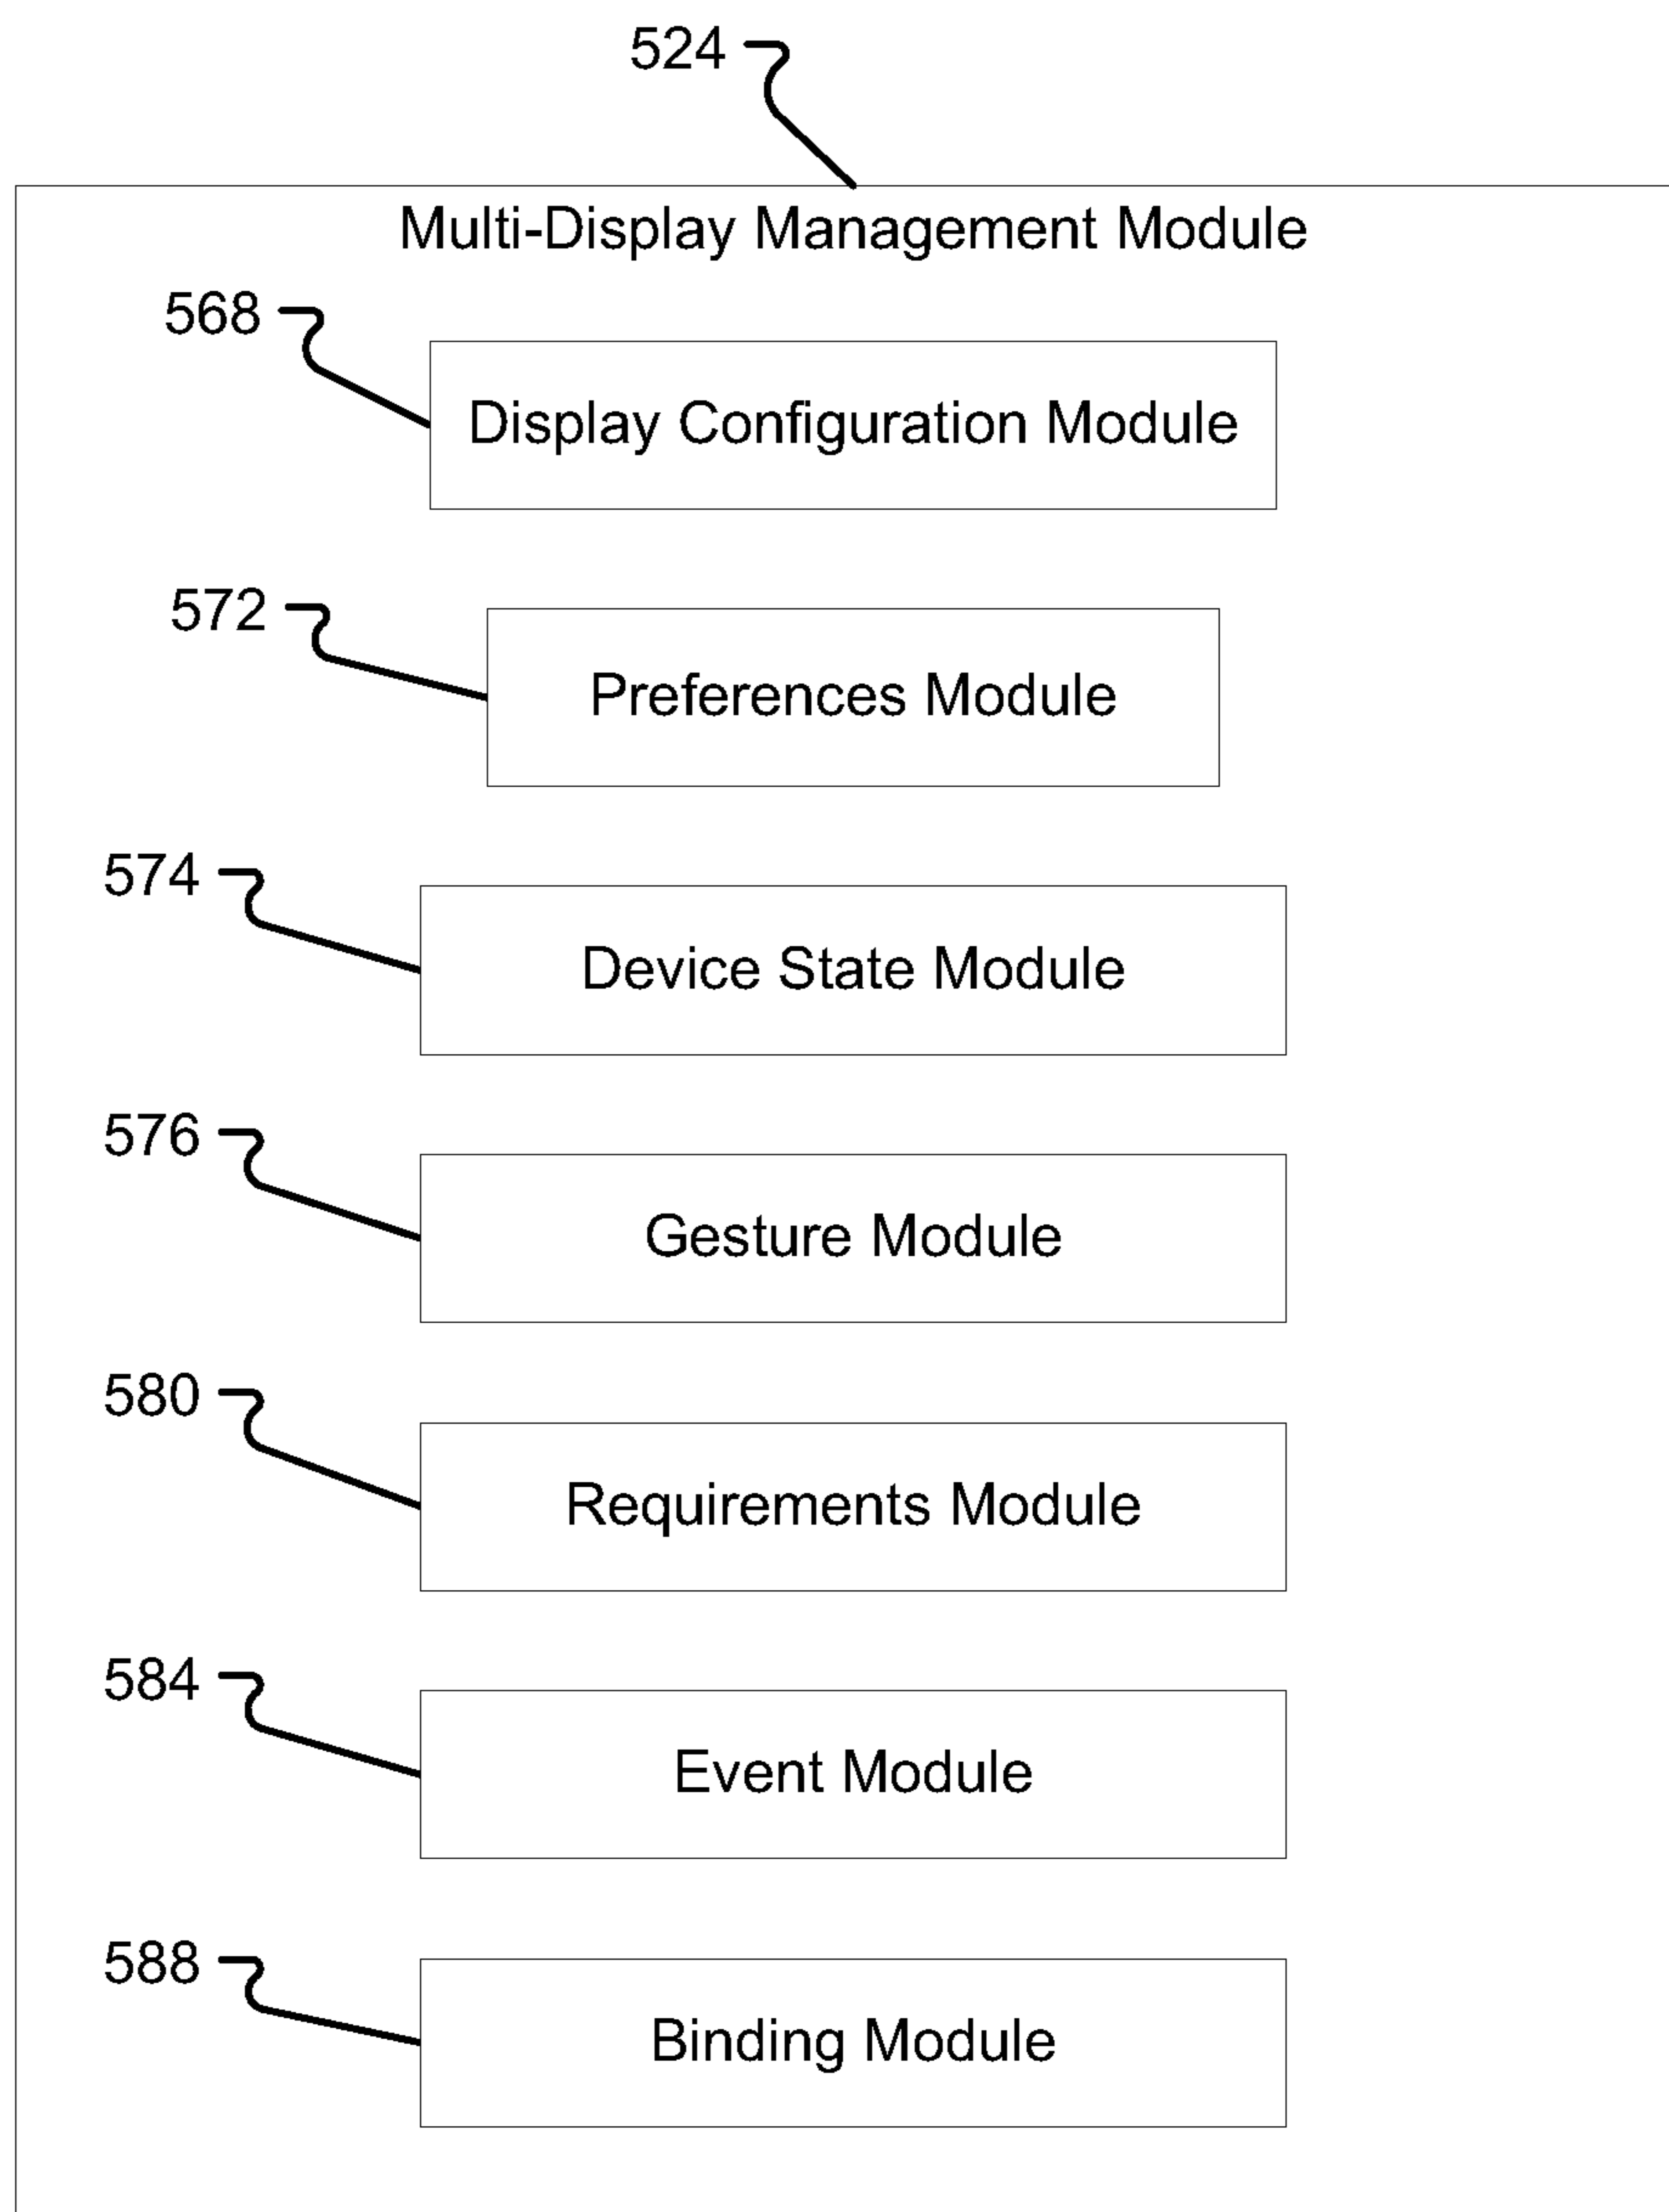 524
Multi-Display Management Module
568
Display Configuration Module
572
Preferences Module
574
Device State Module
576
Gesture Module
580
Requirements Module
584
Event Module
588
Binding Module